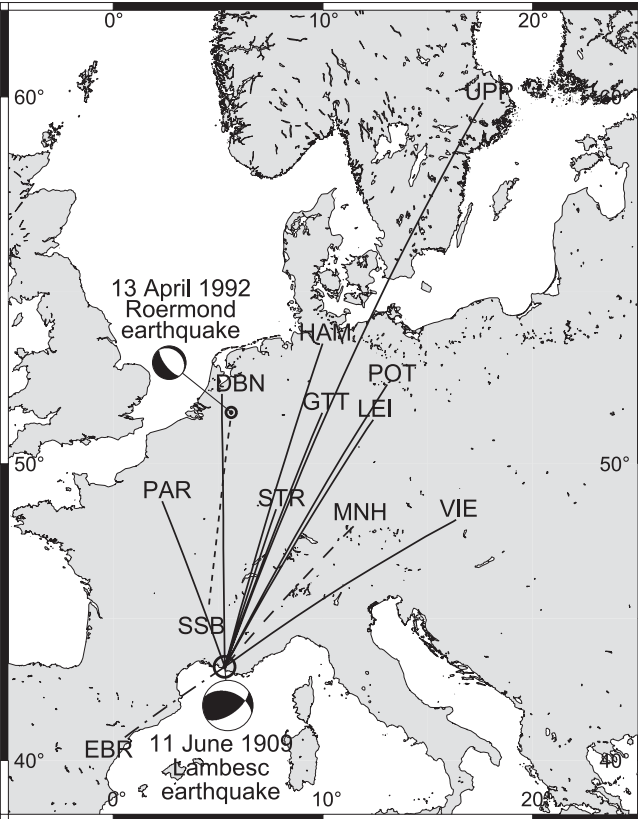 0°
10°
20°
UPP
60°
60°
13 April 1992
Roermond
earthquake
HAM
DBN
POT
GTT
LEI
50°
50°
PAR
STR
MNH
VIE
SSB
EBR
11 June 1909
Lambesc
earthquake
40°
40°
0°
10°
20°